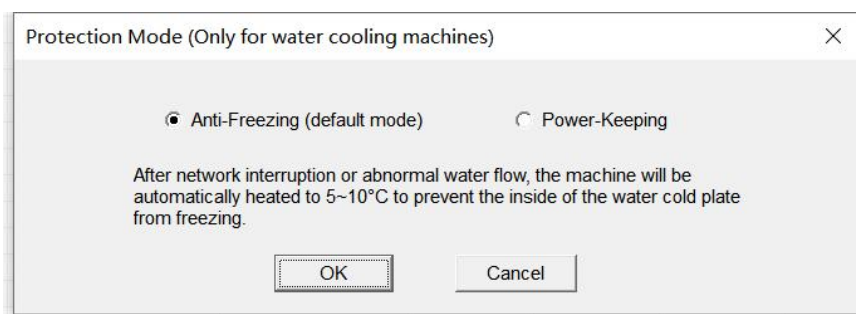 Protection Mode (Only for water cooling machines)
Anti-Freezing (default mode)
Power-Keeping
After network interruption or abnormal water flow, the machine will be
automatically heated to 5~10°C to prevent the inside of the water cold plate
from freezing.
OK
Cancel